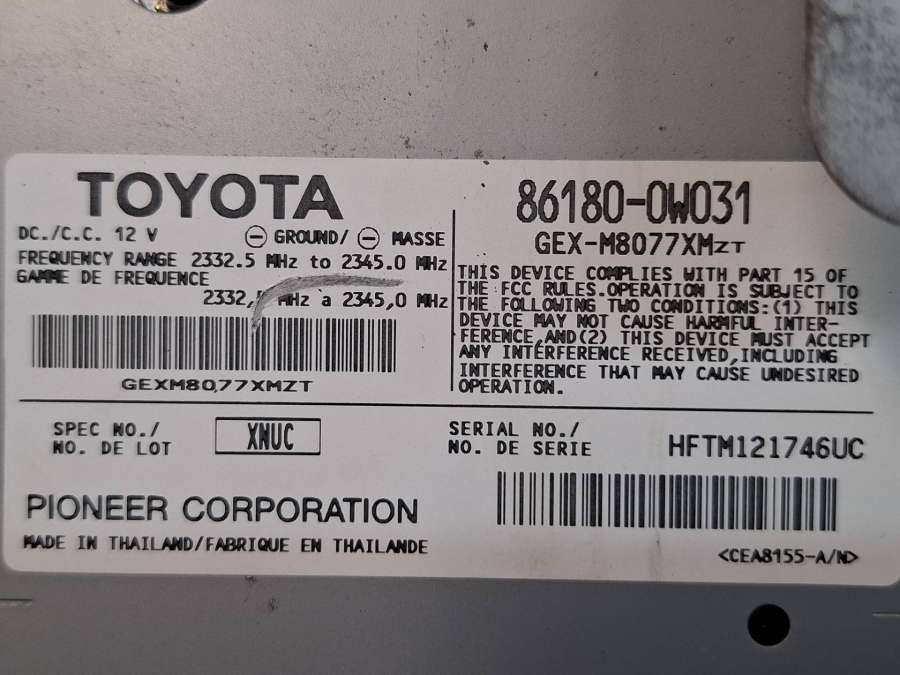 TOYOTA
86180-0W031
GEX-M8077XMZT
DC./C.C. 12 V ⊖ GROUND/ ⊖ MASSE
FREQUENCY RANGE 2332.5 MHz to 2345.0 MHz
GAMME DE FREQUENCE
2332,5 MHz a 2345,0 MHz
GEXM8077XMZT
THIS DEVICE COMPLIES WITH PART 15 OF
THE FCC RULES.OPERATION IS SUBJECT TO
THE FOLLOWING TWO CONDITIONS:(1) THIS
DEVICE MAY NOT CAUSE HARMFUL INTER-
FERENCE,AND(2) THIS DEVICE MUST ACCEPT
ANY INTERFERENCE RECEIVED,INCLUDING
INTERFERENCE THAT MAY CAUSE UNDESIRED
OPERATION.
SPEC NO./
NO. DE LOT
XNUC
SERIAL NO./
NO. DE SERIE
HFTM121746UC
PIONEER CORPORATION
MADE IN THAILAND/FABRIQUE EN THAILANDE
<CEA8155-A/N>